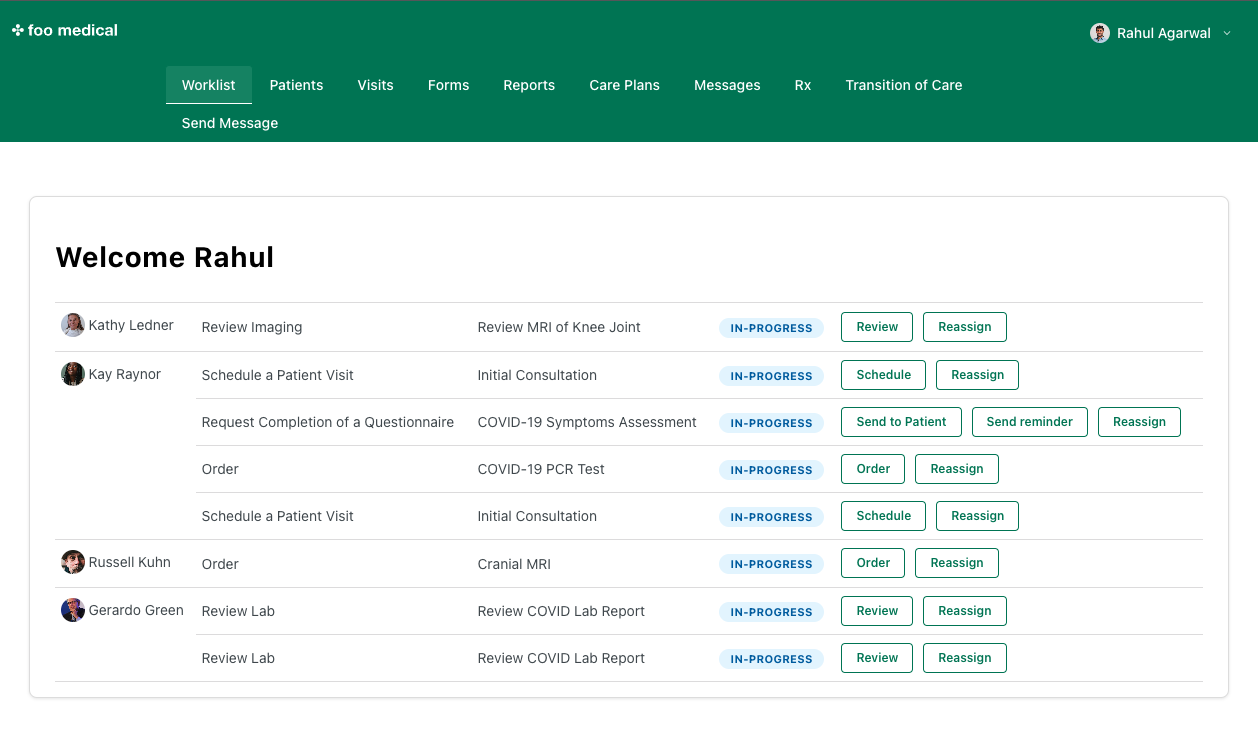 foo medical
Rahul Agarwal
Worklist Patients Visits Forms Reports Care Plans Messages Rx Transition of Care
Send Message
Welcome Rahul
Kathy Ledner Review Imaging Review MRI of Knee Joint IN-PROGRESS Review Reassign
Kay Raynor Schedule a Patient Visit Initial Consultation IN-PROGRESS Schedule Reassign
Request Completion of a Questionnaire COVID-19 Symptoms Assessment IN-PROGRESS Send to Patient Send reminder Reassign
Order COVID-19 PCR Test IN-PROGRESS Order Reassign
Schedule a Patient Visit Initial Consultation IN-PROGRESS Schedule Reassign
Russell Kuhn Order Cranial MRI IN-PROGRESS Order Reassign
Gerardo Green Review Lab Review COVID Lab Report IN-PROGRESS Review Reassign
Review Lab Review COVID Lab Report IN-PROGRESS Review Reassign